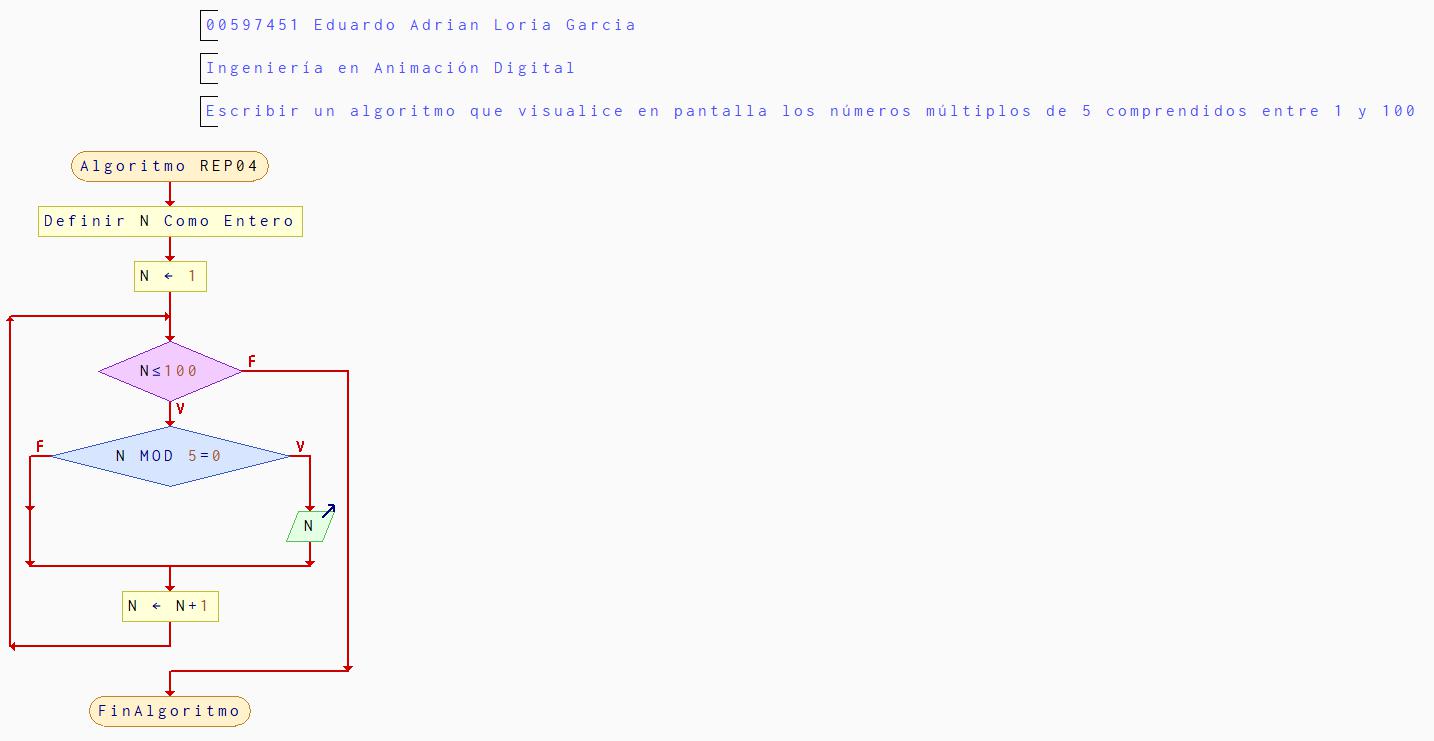 00597451 Eduardo Adrian Loria Garcia
Ingeniería en Animación Digital
Escribir un algoritmo que visualice en pantalla los números múltiplos de 5 comprendidos entre 1 y 100
Algoritmo REP04
Definir N Como Entero
N ← 1
N≤100
F
V
N MOD 5=0
F
V
N
N ← N+1
FinAlgoritmo